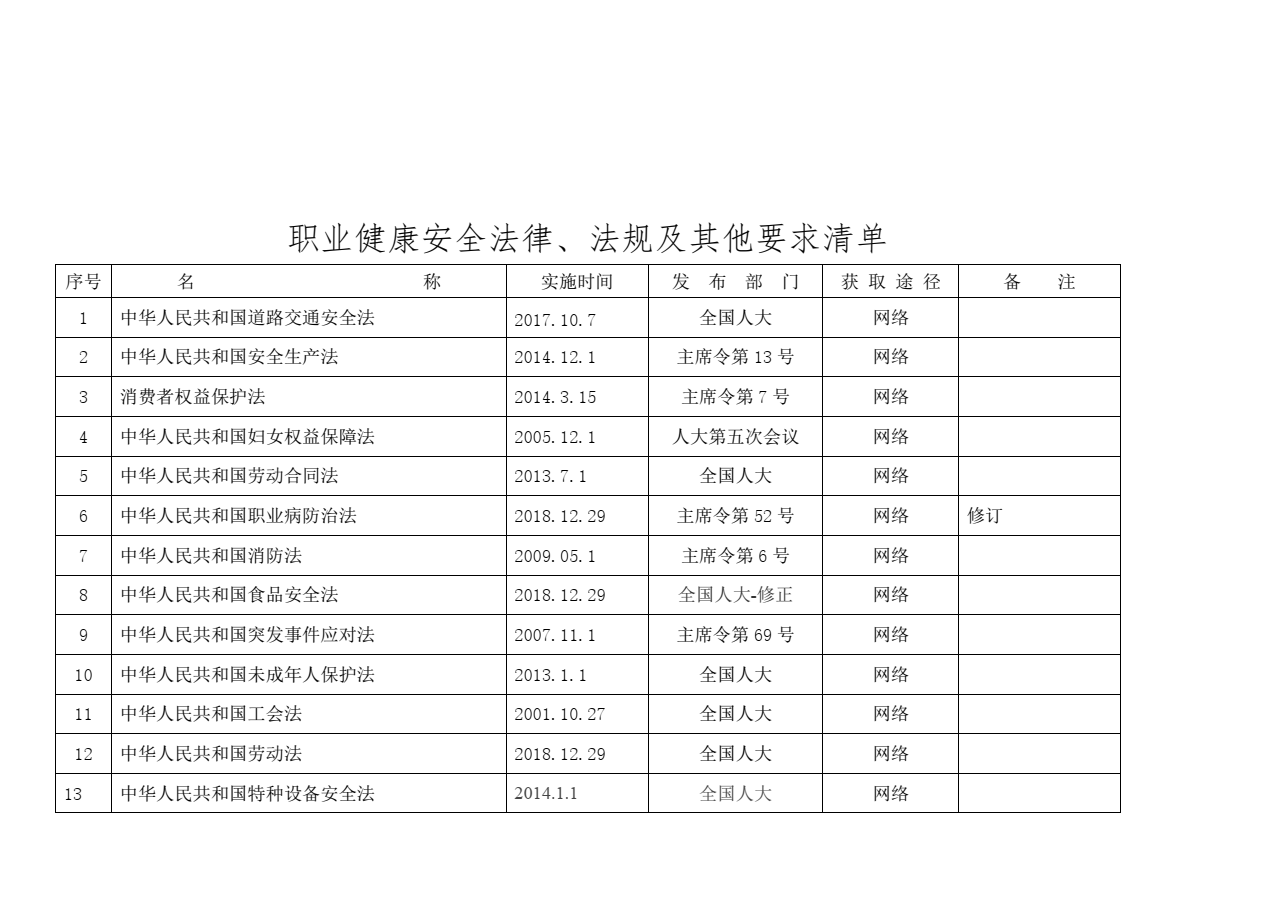 职业健康安全法律、法规及其他要求清单
序号 名 称 实施时间 发 布 部 门 获 取 途 径 备 注
1 中华人民共和国道路交通安全法 2017.10.7 全国人大 网络
2 中华人民共和国安全生产法 2014.12.1 主席令第 13 号 网络
3 消费者权益保护法 2014.3.15 主席令第 7 号 网络
4 中华人民共和国妇女权益保障法 2005.12.1 人大第五次会议 网络
5 中华人民共和国劳动合同法 2013.7.1 全国人大 网络
6 中华人民共和国职业病防治法 2018.12.29 主席令第 52 号 网络 修订
7 中华人民共和国消防法 2009.05.1 主席令第 6 号 网络
8 中华人民共和国食品安全法 2018.12.29 全国人大-修正 网络
9 中华人民共和国突发事件应对法 2007.11.1 主席令第 69 号 网络
10 中华人民共和国未成年人保护法 2013.1.1 全国人大 网络
11 中华人民共和国工会法 2001.10.27 全国人大 网络
12 中华人民共和国劳动法 2018.12.29 全国人大 网络
13 中华人民共和国特种设备安全法 2014.1.1 全国人大 网络